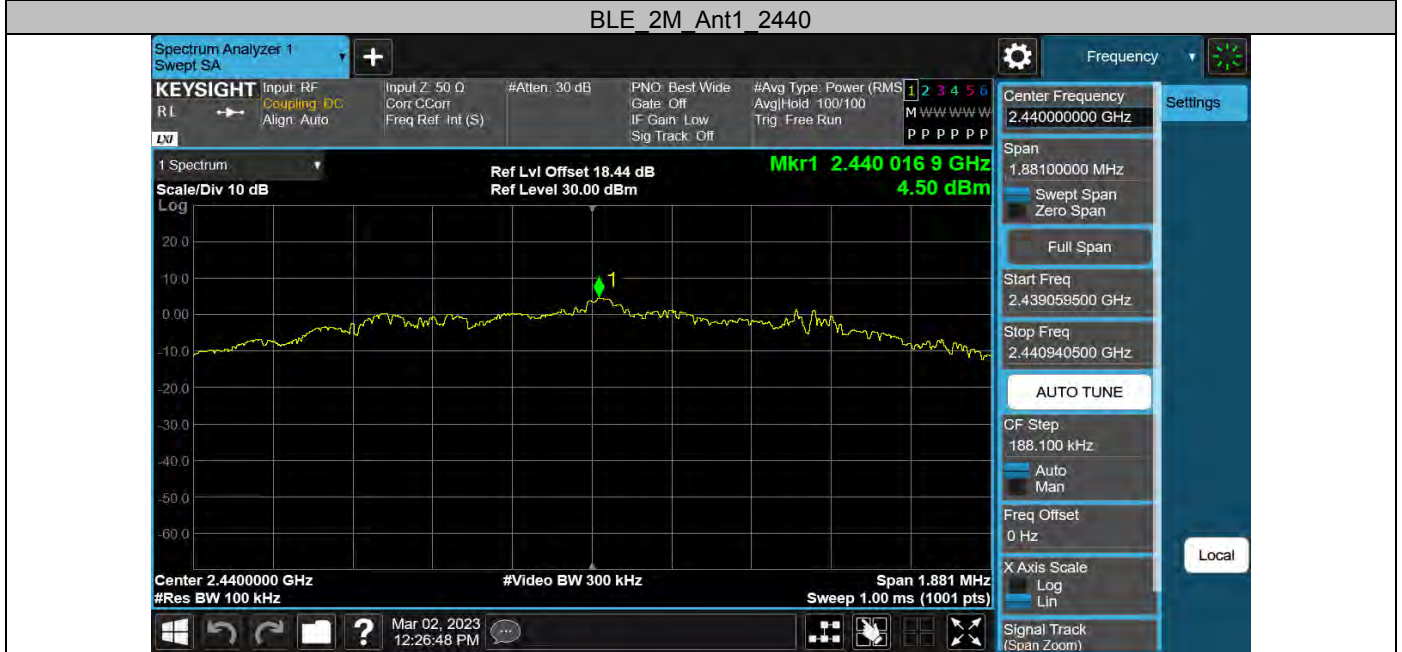 BLE_2M_Ant1_2440
Spectrum Analyzer 1
Swept SA
+
Frequency
KEYSIGHT
RL
LXI
Input: RF
Coupling: DC
Align: Auto
Input Z: 50 Ω
Corr CCorr
Freq Ref: Int (S)
#Atten: 30 dB
PNO: Best Wide
Gate: Off
IF Gain: Low
Sig Track: Off
#Avg Type: Power (RMS
Avg|Hold: 100/100
Trig: Free Run
1 2 3 4 5 6
M W W W W W
P P P P P P
1 Spectrum
Scale/Div 10 dB
Log
Ref Lvl Offset 18.44 dB
Ref Level 30.00 dBm
Mkr1 2.440 016 9 GHz
4.50 dBm
20.0
10.0
0.00
-10.0
-20.0
-30.0
-40.0
-50.0
-60.0
1
Center 2.4400000 GHz
#Res BW 100 kHz
#Video BW 300 kHz
Span 1.881 MHz
Sweep 1.00 ms (1001 pts)
?
Mar 02, 2023
12:26:48 PM
Center Frequency
2.440000000 GHz
Span
1.88100000 MHz
Swept Span
Zero Span
Full Span
Start Freq
2.439059500 GHz
Stop Freq
2.440940500 GHz
AUTO TUNE
CF Step
188.100 kHz
Auto
Man
Freq Offset
0 Hz
X Axis Scale
Log
Lin
Signal Track
(Span Zoom)
Settings
Local